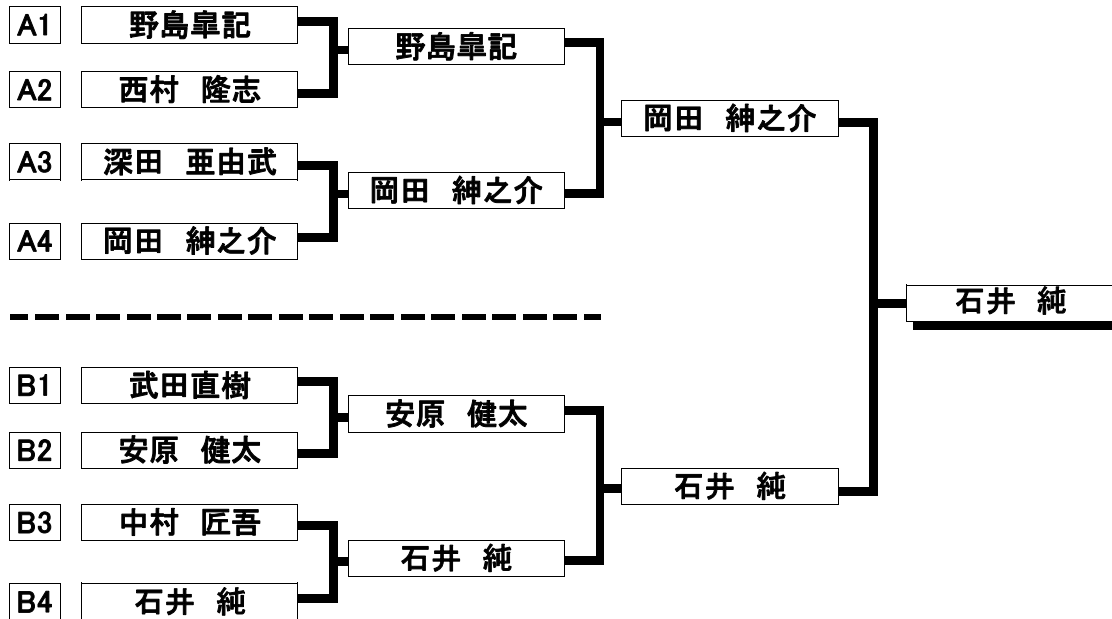 A1 野島皐記
野島皐記
A2 西村 隆志
岡田 紳之介
A3 深田 亜由武
岡田 紳之介
A4 岡田 紳之介
石井 純
B1 武田直樹
安原 健太
B2 安原 健太
石井 純
B3 中村 匠吾
石井 純
B4 石井 純